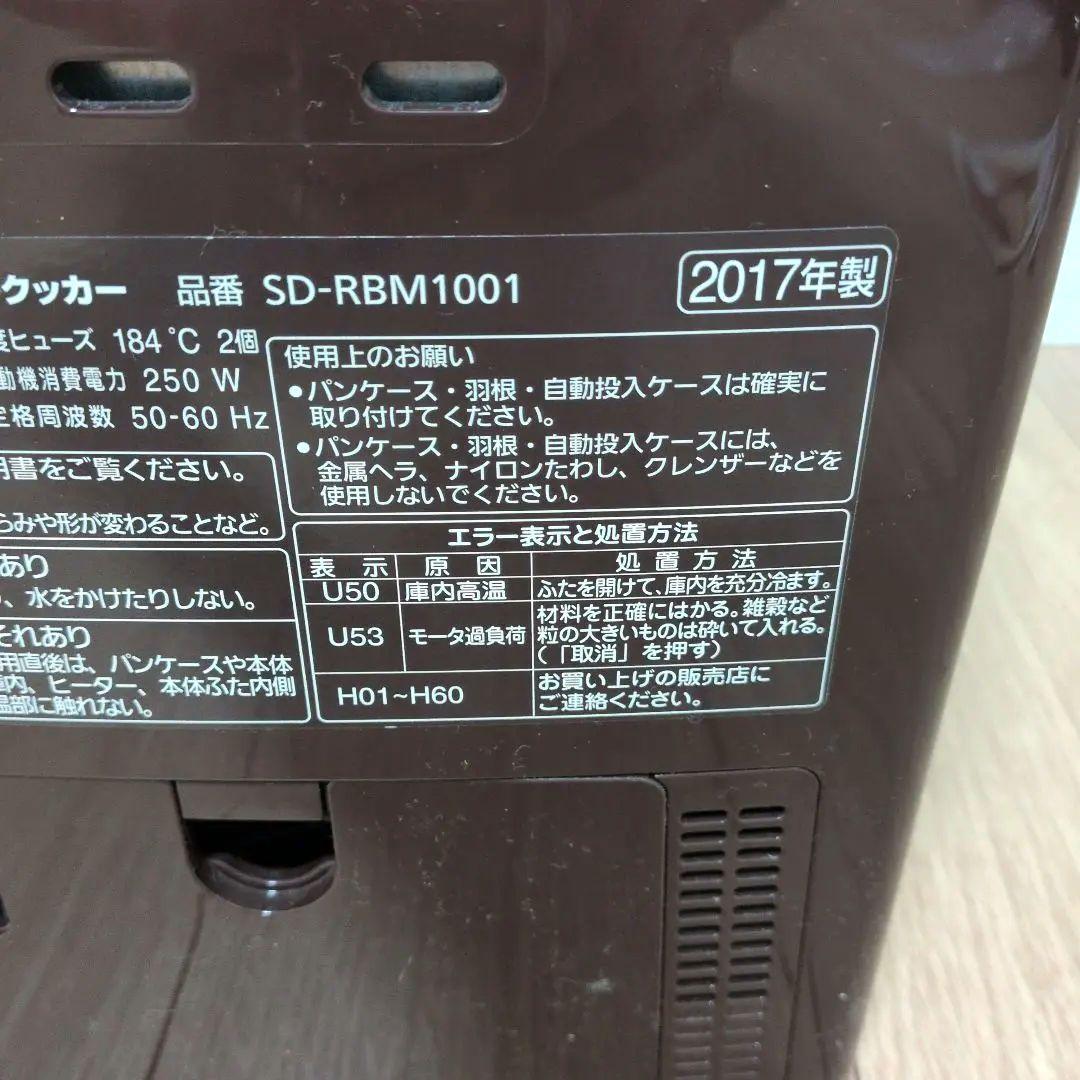 クッカー 品番 SD-RBM1001
2017年製
度ヒューズ 184℃ 2個
動機消費電力 250 W
定格周波数 50-60 Hz
明書をご覧ください。
らみや形が変わることなど。
あり
、水をかけたりしない。
それあり
用直後は、パンケースや本体
庫内、ヒーター、本体ふた内側
温部に触れない。
使用上のお願い
●パンケース・羽根・自動投入ケースは確実に
取り付けてください。
●パンケース・羽根・自動投入ケースには、
金属ヘラ、ナイロンたわし、クレンザーなどを
使用しないでください。
エラー表示と処置方法
表示 原因 処置方法
U50 庫内高温 ふたを開けて、庫内を充分冷ます。
U53 モータ過負荷 材料を正確にはかる。雑穀など
粒の大きいものは砕いて入れる。
(「取消」を押す)
H01~H60 お買い上げの販売店に
ご連絡ください。